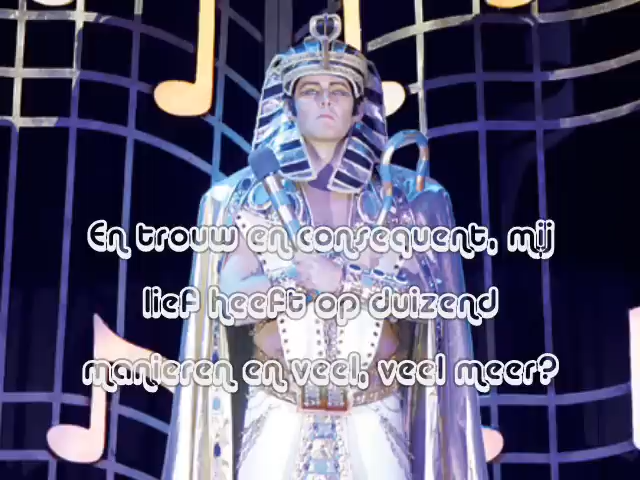 En trouw en consequent, mij
lief heeft op duizend
manieren en veel, veel meer?